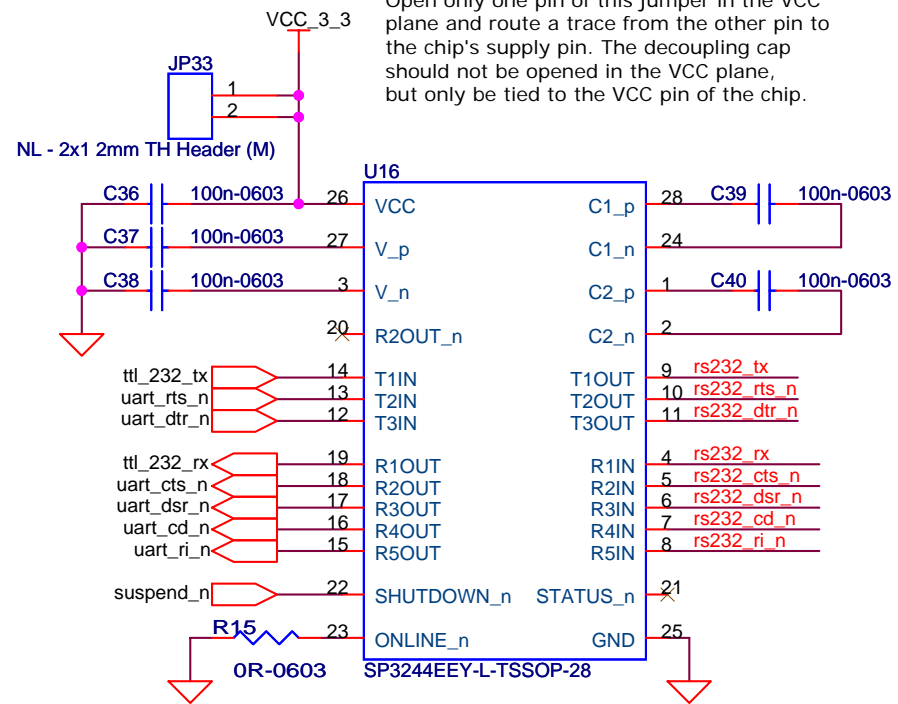 Open only one pin of this jumper in the VCC
plane and route a trace from the other pin to
the chip's supply pin. The decoupling cap
should not be opened in the VCC plane,
but only be tied to the VCC pin of the chip.
VCC_3_3
JP33
1
2
NL - 2x1 2mm TH Header (M)
U16
C36 100n-0603 26 VCC C1_p 28 C39 100n-0603
C37 100n-0603 27 V_p C1_n 24
C38 100n-0603 3 V_n C2_p 1 C40 100n-0603
20 R2OUT_n C2_n 2
ttl_232_tx 14 T1IN T1OUT 9 rs232_tx
uart_rts_n 13 T2IN T2OUT 10 rs232_rts_n
uart_dtr_n 12 T3IN T3OUT 11 rs232_dtr_n
ttl_232_rx 19 R1OUT R1IN 4 rs232_rx
uart_cts_n 18 R2OUT R2IN 5 rs232_cts_n
uart_dsr_n 17 R3OUT R3IN 6 rs232_dsr_n
uart_cd_n 16 R4OUT R4IN 7 rs232_cd_n
uart_ri_n 15 R5OUT R5IN 8 rs232_ri_n
suspend_n 22 SHUTDOWN_n STATUS_n 21
R15 23 ONLINE_n GND 25
0R-0603 SP3244EEY-L-TSSOP-28